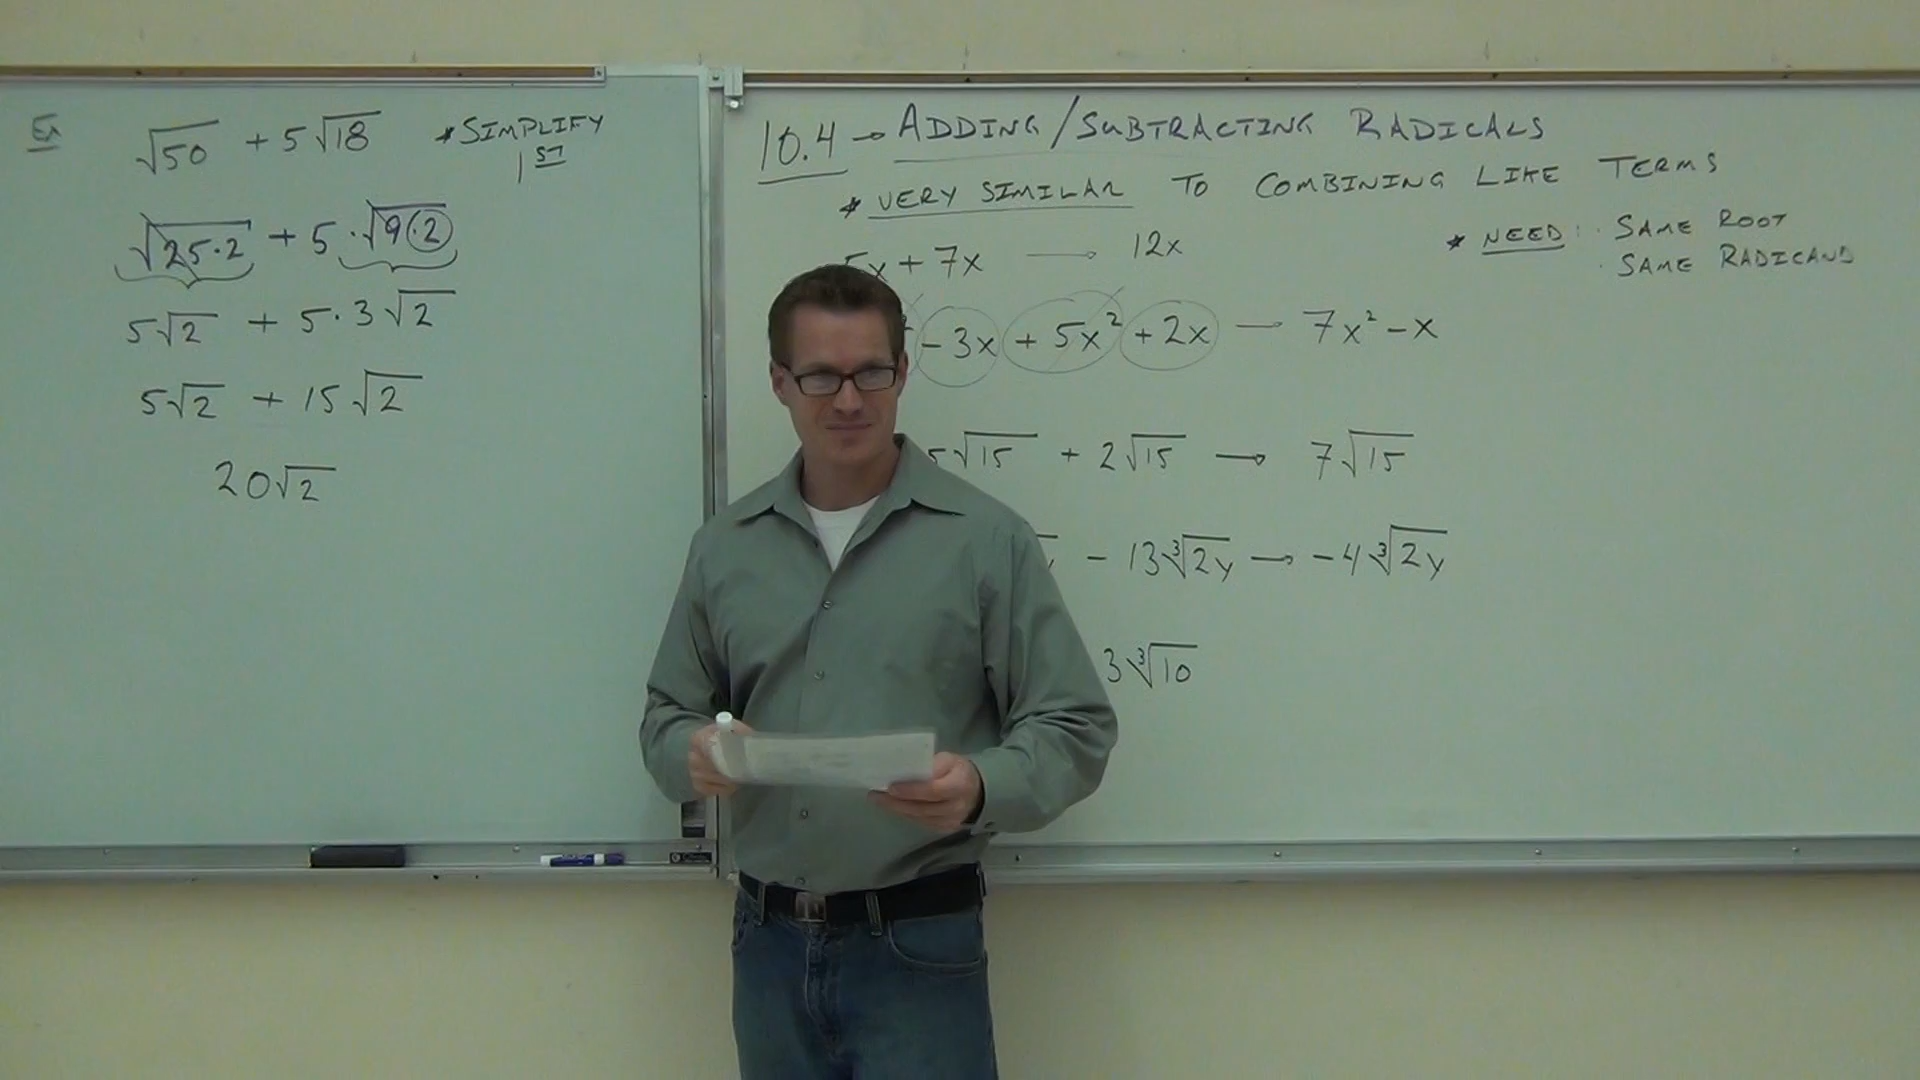 Ex √50 + 5√18 * SIMPLIFY 1ST
√25·2 + 5·√9·2
5√2 + 5·3√2
5√2 + 15√2
20√2
10.4 → ADDING/SUBTRACTING RADICALS
* VERY SIMILAR TO COMBINING LIKE TERMS
* NEED: · SAME ROOT
· SAME RADICAND
5x + 7x → 12x
- 3x + 5x² + 2x → 7x² - x
5√15 + 2√15 → 7√15
- 13∛2y → -4∛2y
3∛10